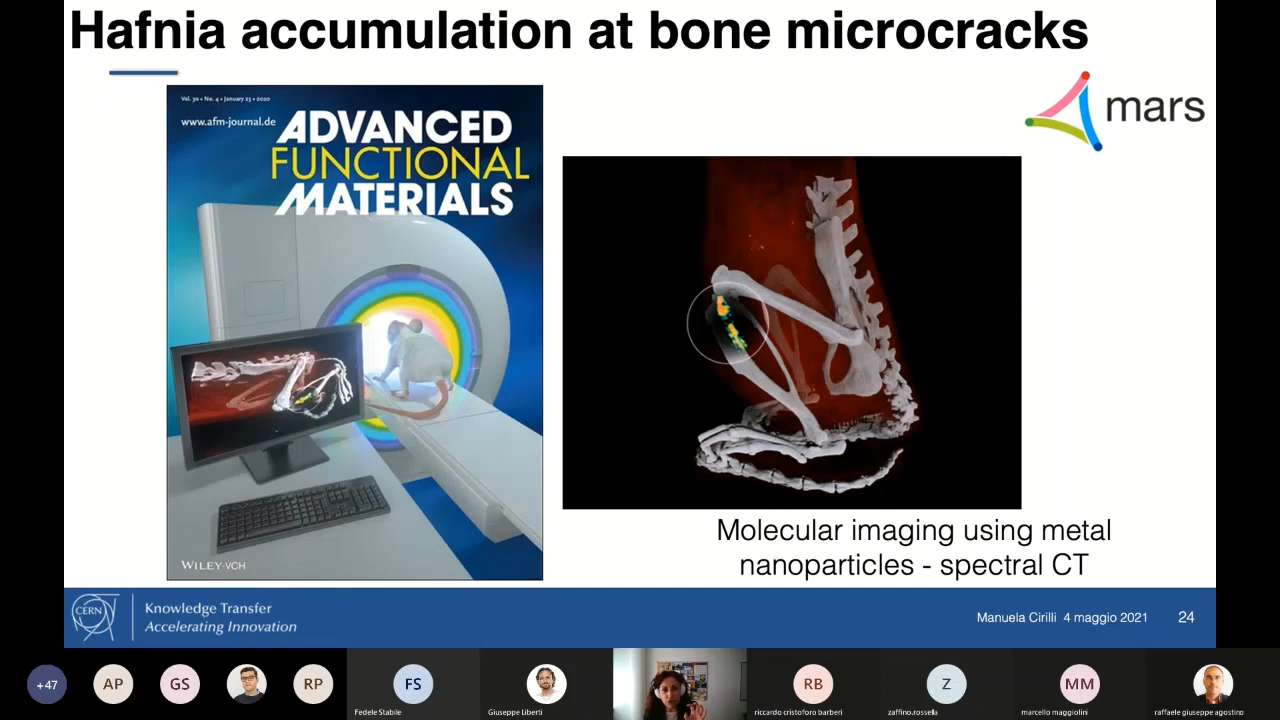 Hafnia accumulation at bone microcracks
Vol. 30 • No. 4 • January 23 • 2020
www.afm-journal.de
ADVANCED
FUNCTIONAL
MATERIALS
WILEY-VCH
mars
Molecular imaging using metal
nanoparticles - spectral CT
CERN
Knowledge Transfer
Accelerating Innovation
Manuela Cirilli 4 maggio 2021
24
+47
AP
GS
RP
FS
Fedele Stabile
Giuseppe Liberti
RB
riccardo cristoforo barberi
Z
zaffino.rossella
MM
marcello maggiolini
raffaele giuseppe agostino